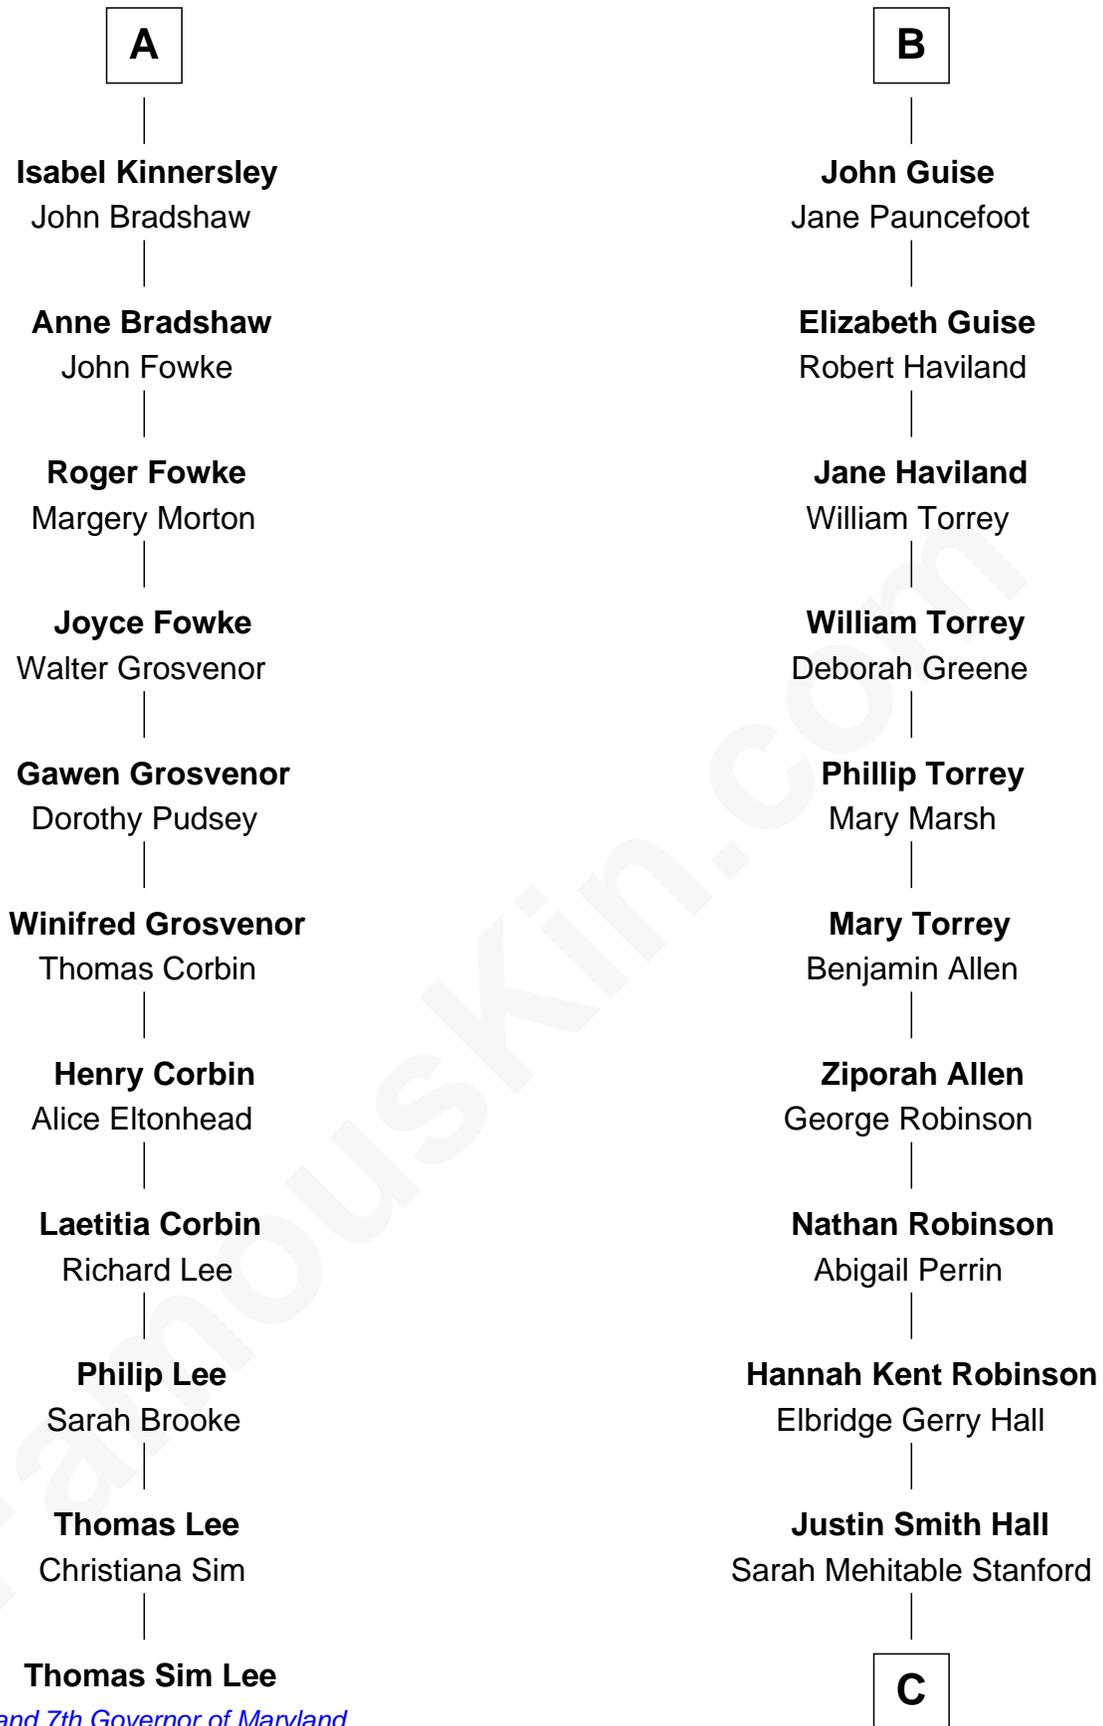 A
Isabel Kinnersley
John Bradshaw
Anne Bradshaw
John Fowke
Roger Fowke
Margery Morton
Joyce Fowke
Walter Grosvenor
Gawen Grosvenor
Dorothy Pudsey
Winifred Grosvenor
Thomas Corbin
Henry Corbin
Alice Eltonhead
Laetitia Corbin
Richard Lee
Philip Lee
Sarah Brooke
Thomas Lee
Christiana Sim
Thomas Sim Lee
and 7th Governor of Maryland
B
John Guise
Jane Pauncefoot
Elizabeth Guise
Robert Haviland
Jane Haviland
William Torrey
William Torrey
Deborah Greene
Phillip Torrey
Mary Marsh
Mary Torrey
Benjamin Allen
Ziporah Allen
George Robinson
Nathan Robinson
Abigail Perrin
Hannah Kent Robinson
Elbridge Gerry Hall
Justin Smith Hall
Sarah Mehitable Stanford
C
FamousKin.com